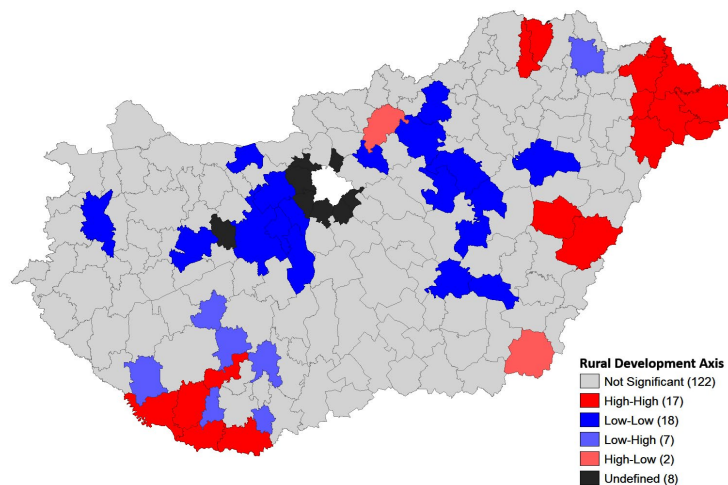 Rural Development Axis
Not Significant (122)
High-High (17)
Low-Low (18)
Low-High (7)
High-Low (2)
Undefined (8)